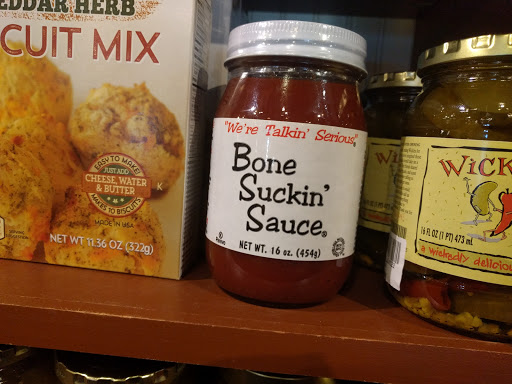 EDDAR HERB
CUIT MIX
EASY TO MAKE!
JUST ADD
CHEESE, WATER
& BUTTER
MAKES 10 BISCUITS
K
MADE IN USA
NET WT 11.36 OZ (322g)
"We're Talkin' Serious"®
Bone
Suckin'
Sauce®
NET WT. 16 oz. (454g)
WICK
16 FL OZ (1 PT) 473 mL
a wickedly delicio